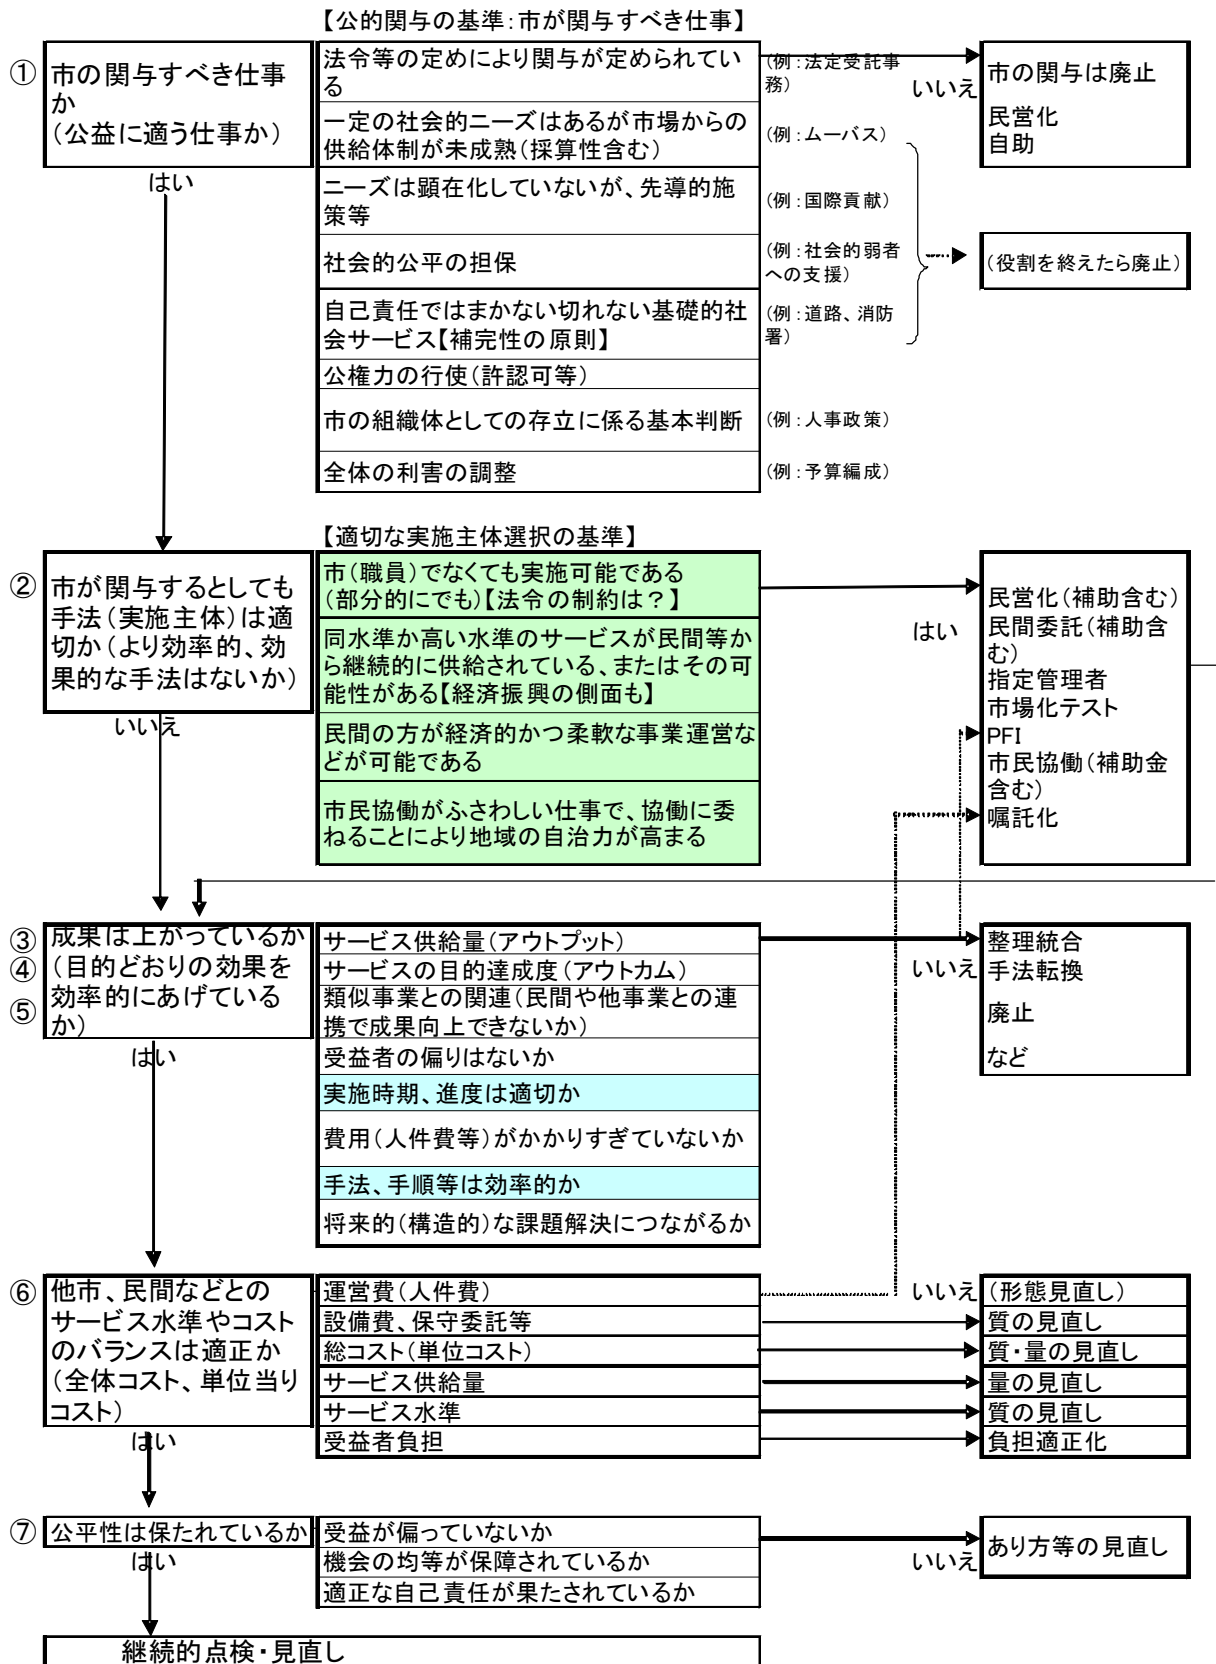 【公的関与の基準：市が関与すべき仕事】
①
市の関与すべき仕事
か
（公益に適う仕事か）
はい
法令等の定めにより関与が定められてい
る
（例：法定受託事
務）
いいえ
市の関与は廃止
民営化
自助
一定の社会的ニーズはあるが市場からの
供給体制が未成熟（採算性含む）
（例：ムーバス）
ニーズは顕在化していないが、先導的施
策等
（例：国際貢献）
社会的公平の担保
（例：社会的弱者
への支援）
（役割を終えたら廃止）
自己責任ではまかない切れない基礎的社
会サービス【補完性の原則】
（例：道路、消防
署）
公権力の行使（許認可等）
市の組織体としての存立に係る基本判断
（例：人事政策）
全体の利害の調整
（例：予算編成）
【適切な実施主体選択の基準】
②
市が関与するとしても
手法（実施主体）は適
切か（より効率的、効
果的な手法はないか）
いいえ
市（職員）でなくても実施可能である
（部分的にでも）【法令の制約は？】
同水準か高い水準のサービスが民間等か
ら継続的に供給されている、またはその可
能性がある【経済振興の側面も】
民間の方が経済的かつ柔軟な事業運営な
どが可能である
市民協働がふさわしい仕事で、協働に委
ねることにより地域の自治力が高まる
はい
民営化（補助含む）
民間委託（補助含
む）
指定管理者
市場化テスト
PFI
市民協働（補助金
含む）
嘱託化
③
④
⑤
成果は上がっているか
（目的どおりの効果を
効率的にあげている
か）
はい
サービス供給量（アウトプット）
サービスの目的達成度（アウトカム）
類似事業との関連（民間や他事業との連
携で成果向上できないか）
受益者の偏りはないか
実施時期、進度は適切か
費用（人件費等）がかかりすぎていないか
手法、手順等は効率的か
将来的（構造的）な課題解決につながるか
いいえ
整理統合
手法転換
廃止
など
⑥
他市、民間などとの
サービス水準やコスト
のバランスは適正か
（全体コスト、単位当り
コスト）
はい
運営費（人件費）
いいえ
（形態見直し）
設備費、保守委託等
質の見直し
総コスト（単位コスト）
質・量の見直し
サービス供給量
量の見直し
サービス水準
質の見直し
受益者負担
負担適正化
⑦
公平性は保たれているか
はい
受益が偏っていないか
機会の均等が保障されているか
適正な自己責任が果たされているか
いいえ
あり方等の見直し
継続的点検・見直し